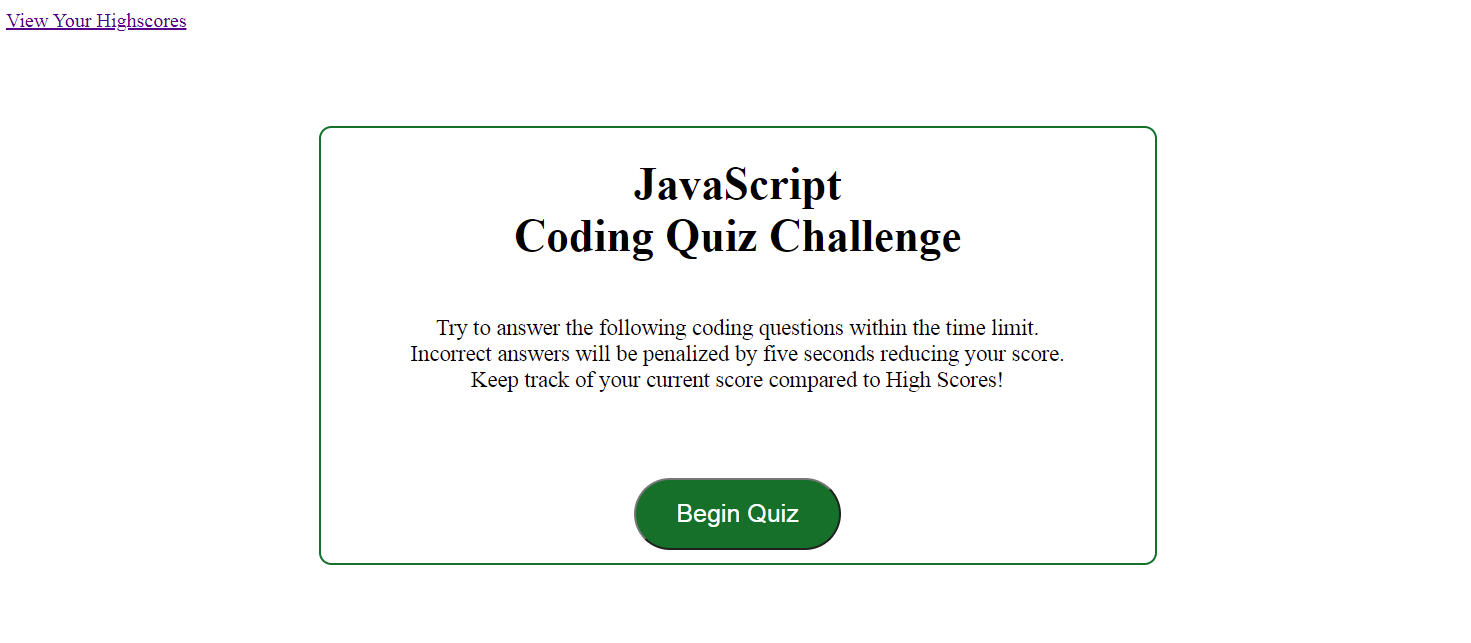 View Your Highscores
JavaScript
Coding Quiz Challenge
Try to answer the following coding questions within the time limit.
Incorrect answers will be penalized by five seconds reducing your score.
Keep track of your current score compared to High Scores!
Begin Quiz